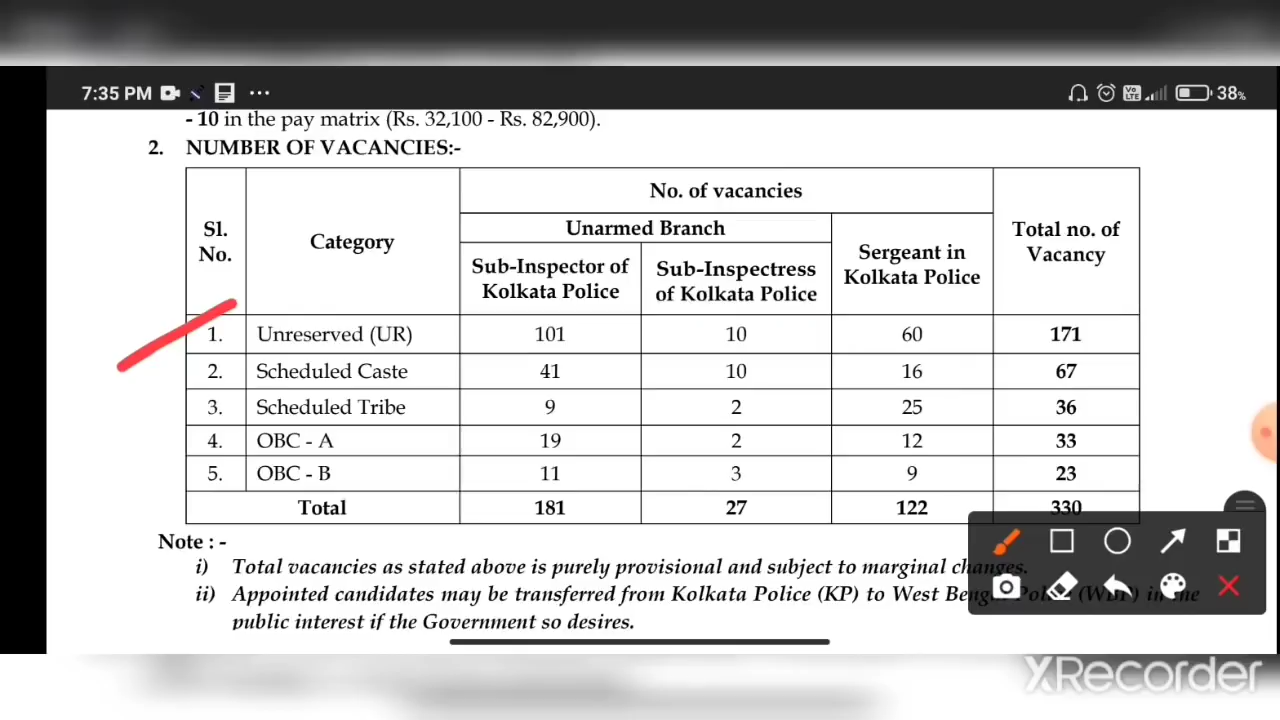 7:35 PM
38%
- 10 in the pay matrix (Rs. 32,100 - Rs. 82,900).
2. NUMBER OF VACANCIES:-
Sl. No. Category No. of vacancies Total no. of Vacancy
Unarmed Branch Sergeant in Kolkata Police
Sub-Inspector of Kolkata Police Sub-Inspectress of Kolkata Police
1. Unreserved (UR) 101 10 60 171
2. Scheduled Caste 41 10 16 67
3. Scheduled Tribe 9 2 25 36
4. OBC - A 19 2 12 33
5. OBC - B 11 3 9 23
Total 181 27 122 330
Note : -
i) Total vacancies as stated above is purely provisional and subject to marginal changes.
ii) Appointed candidates may be transferred from Kolkata Police (KP) to West Bengal Police (WBP) in the
public interest if the Government so desires.
XRecorder